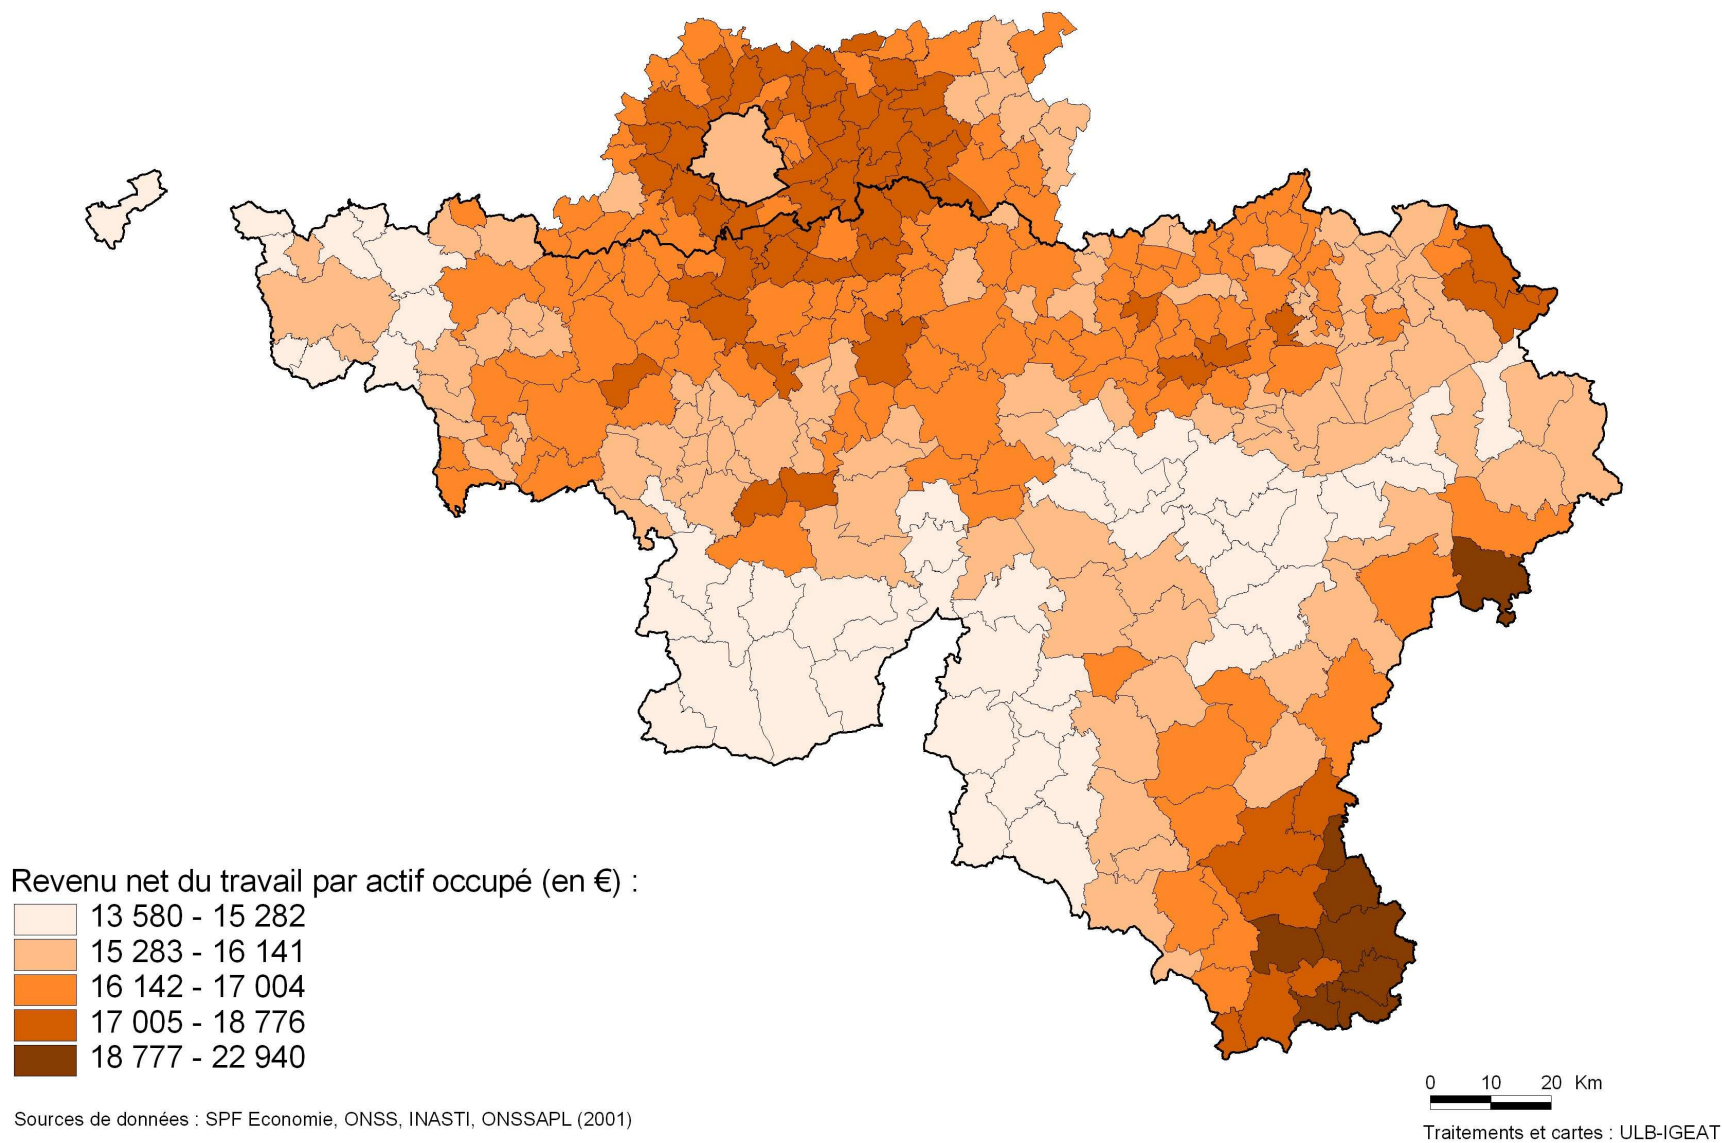 Revenu net du travail par actif occupé (en €) :
13 580 - 15 282
15 283 - 16 141
16 142 - 17 004
17 005 - 18 776
18 777 - 22 940
Sources de données : SPF Economie, ONSS, INASTI, ONSSAPL (2001)
0 10 20 Km
Traitements et cartes : ULB-IGEAT